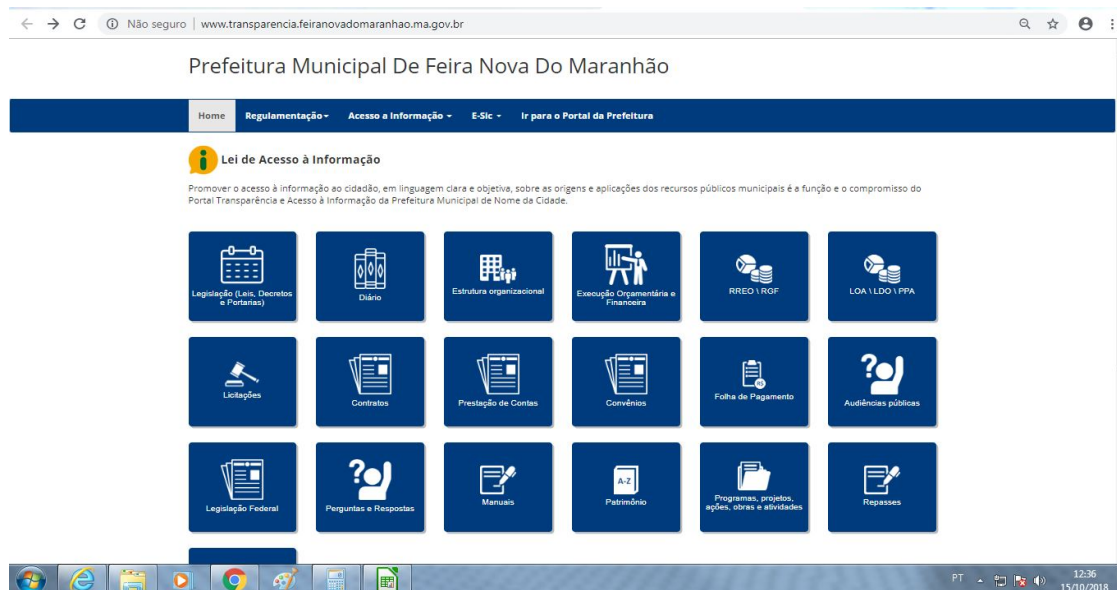 Não seguro | www.transparencia.feiranovadomaranhao.ma.gov.br
Prefeitura Municipal De Feira Nova Do Maranhão
Home Regulamentação Acesso a Informação E-Sic Ir para o Portal da Prefeitura
i Lei de Acesso à Informação
Promover o acesso à informação ao cidadão, em linguagem clara e objetiva, sobre as origens e aplicações dos recursos públicos municipais é a função e o compromisso do
Portal Transparência e Acesso à Informação da Prefeitura Municipal de Nome da Cidade.
Legislação (Leis, Decretos
e Portarias)
Diário
Estrutura organizacional
Execução Orçamentária e
Financeira
RREO \ RGF
LOA \ LDO \ PPA
Licitações
Contratos
Prestação de Contas
Convênios
R$
Folha de Pagamento
?
Audiências públicas
Legislação Federal
?
Perguntas e Respostas
Manuais
A-Z
Patrimônio
Programas, projetos,
ações, obras e atividades
Repasses
PT
12:36
15/10/2018